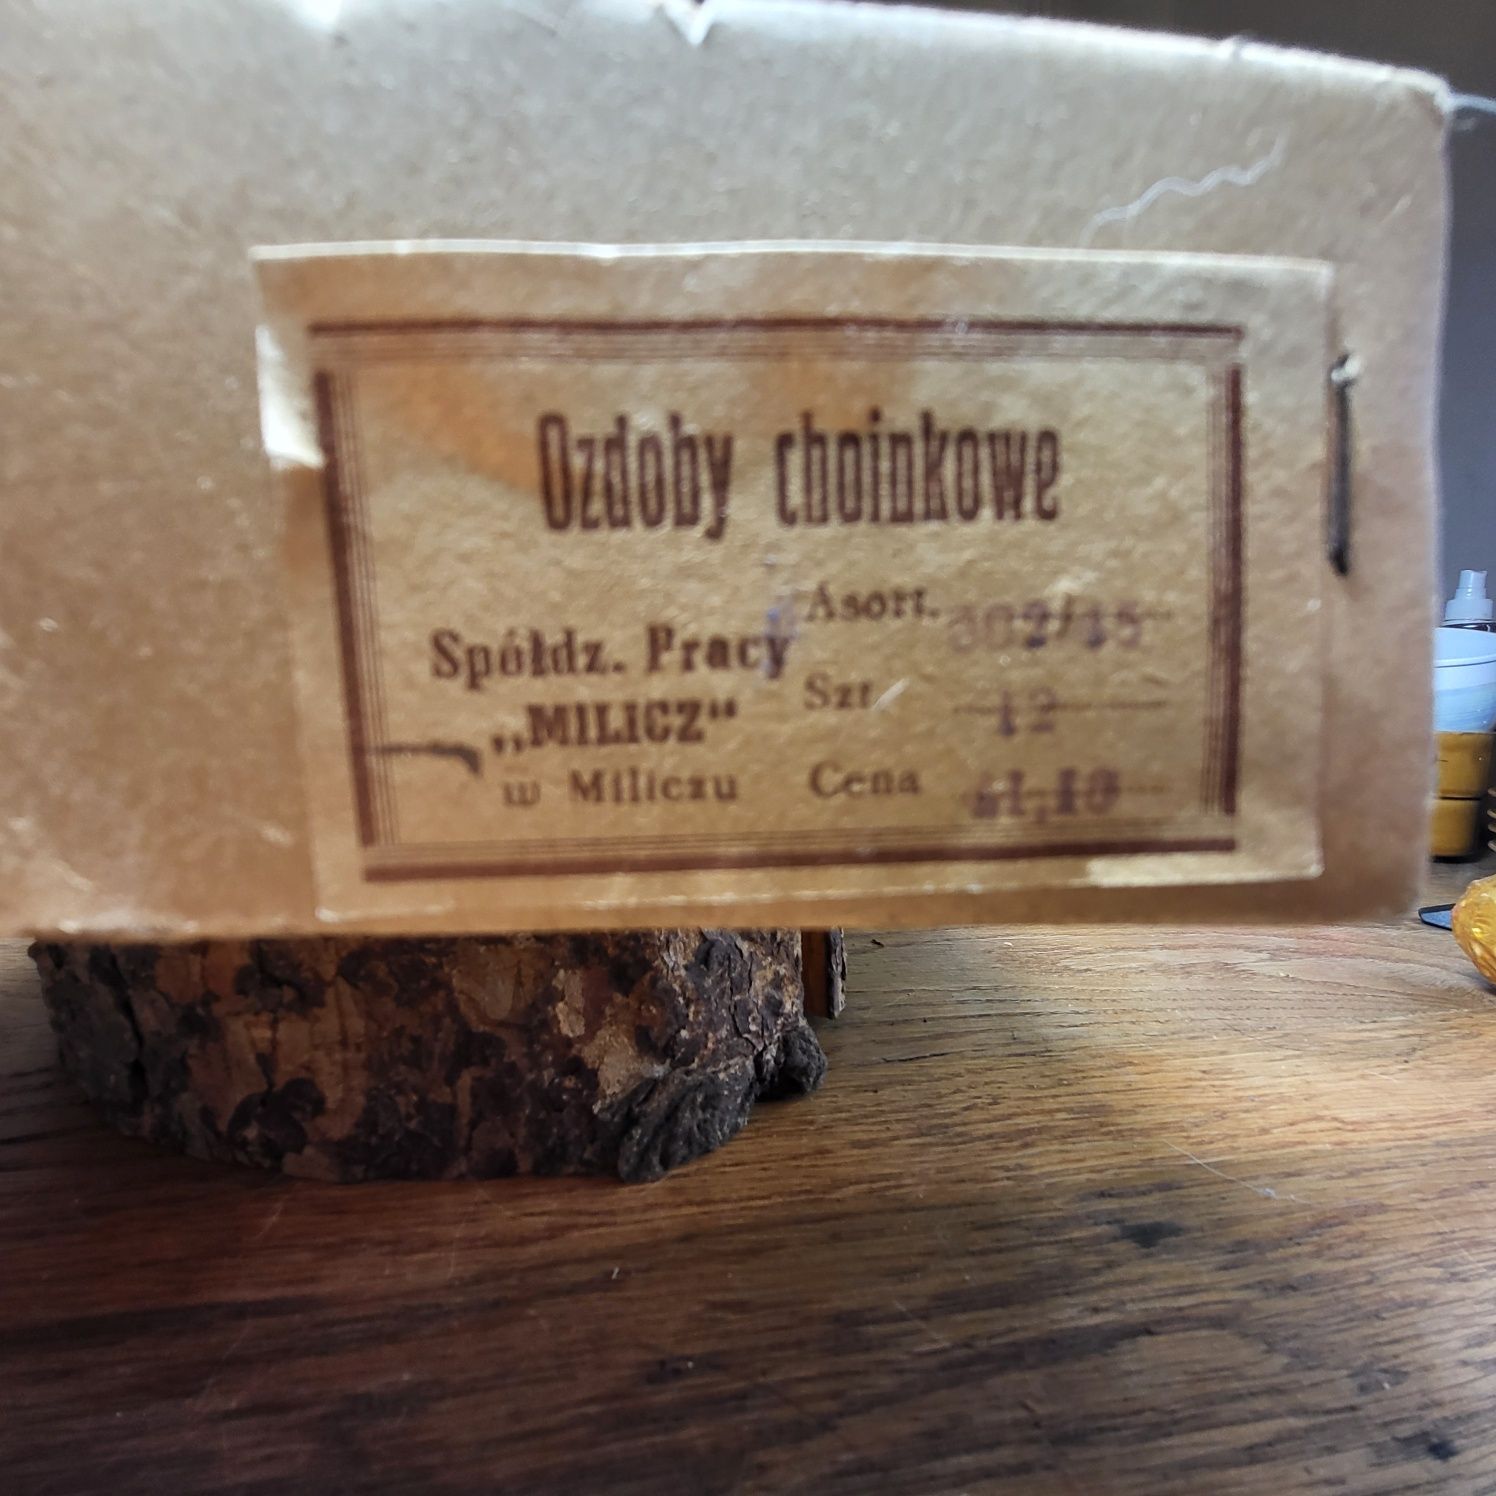 Ozdoby choinkowe
Spółdz. Pracy
„MILICZ“
w Miliczu
Asort.
Szt. 12
Cena